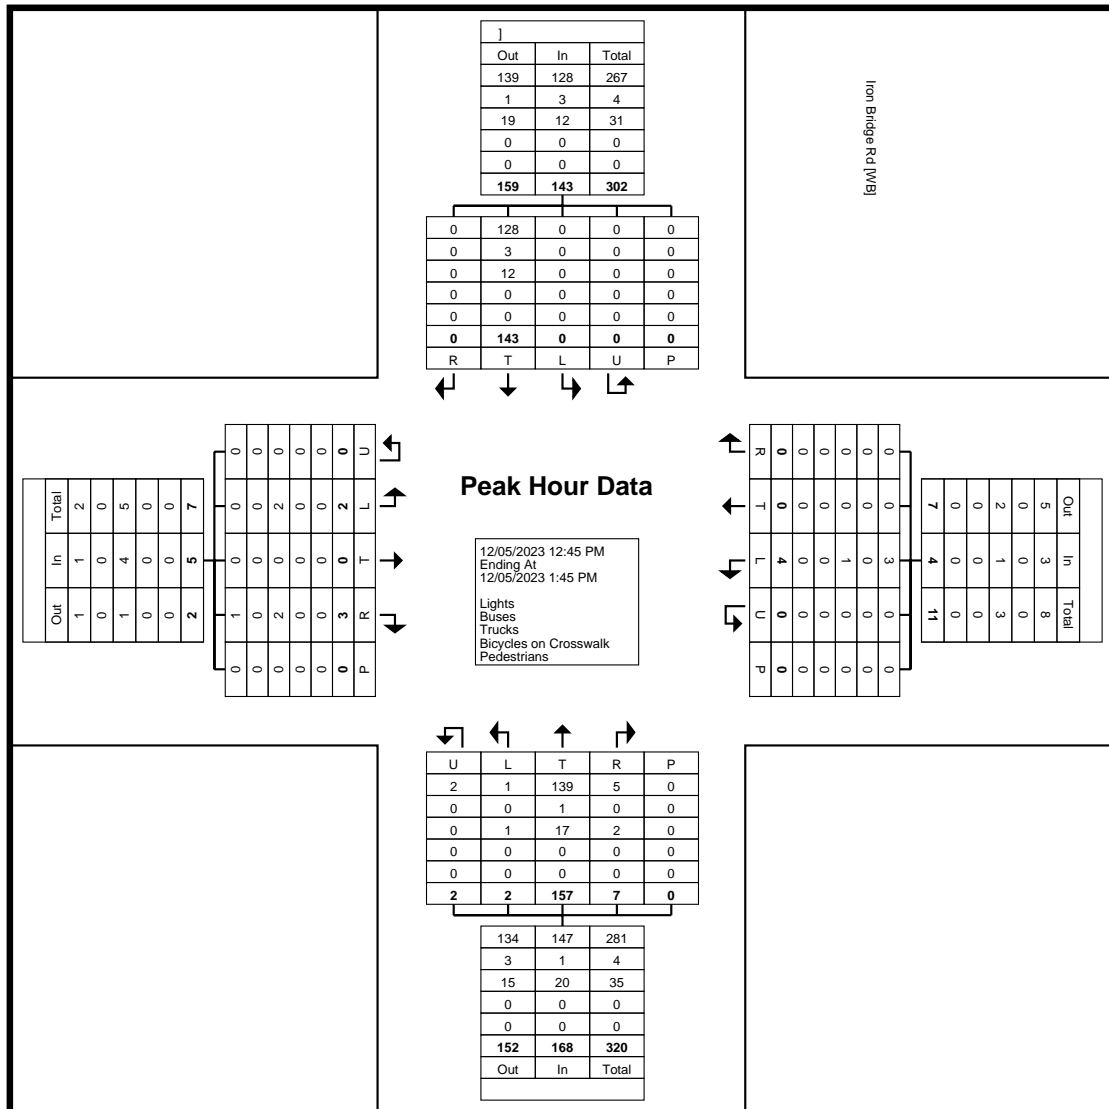 ]
Out In Total
139 128 267
1 3 4
19 12 31
0 0 0
0 0 0
159 143 302
Iron Bridge Rd [WB]
0 128 0 0 0
0 3 0 0 0
0 12 0 0 0
0 0 0 0 0
0 0 0 0 0
0 143 0 0 0
R T L U P
Total 2 0 5 0 0 7
In 1 0 4 0 0 5
Out 1 0 1 0 0 2
0 0 0 0 0 0 U
0 0 2 0 0 2 L
0 0 0 0 0 0 T
1 0 2 0 0 3 R
0 0 0 0 0 0 P
Peak Hour Data
12/05/2023 12:45 PM
Ending At
12/05/2023 1:45 PM
Lights
Buses
Trucks
Bicycles on Crosswalk
Pedestrians
R 0 0 0 0 0 0
T 0 0 0 0 0 0
L 4 0 0 1 0 3
U 0 0 0 0 0 0
P 0 0 0 0 0 0
7 0 0 2 0 5 Out
4 0 0 1 0 3 In
11 0 0 3 0 8 Total
U L T R P
2 1 139 5 0
0 0 1 0 0
0 1 17 2 0
0 0 0 0 0
0 0 0 0 0
2 2 157 7 0
134 147 281
3 1 4
15 20 35
0 0 0
0 0 0
152 168 320
Out In Total